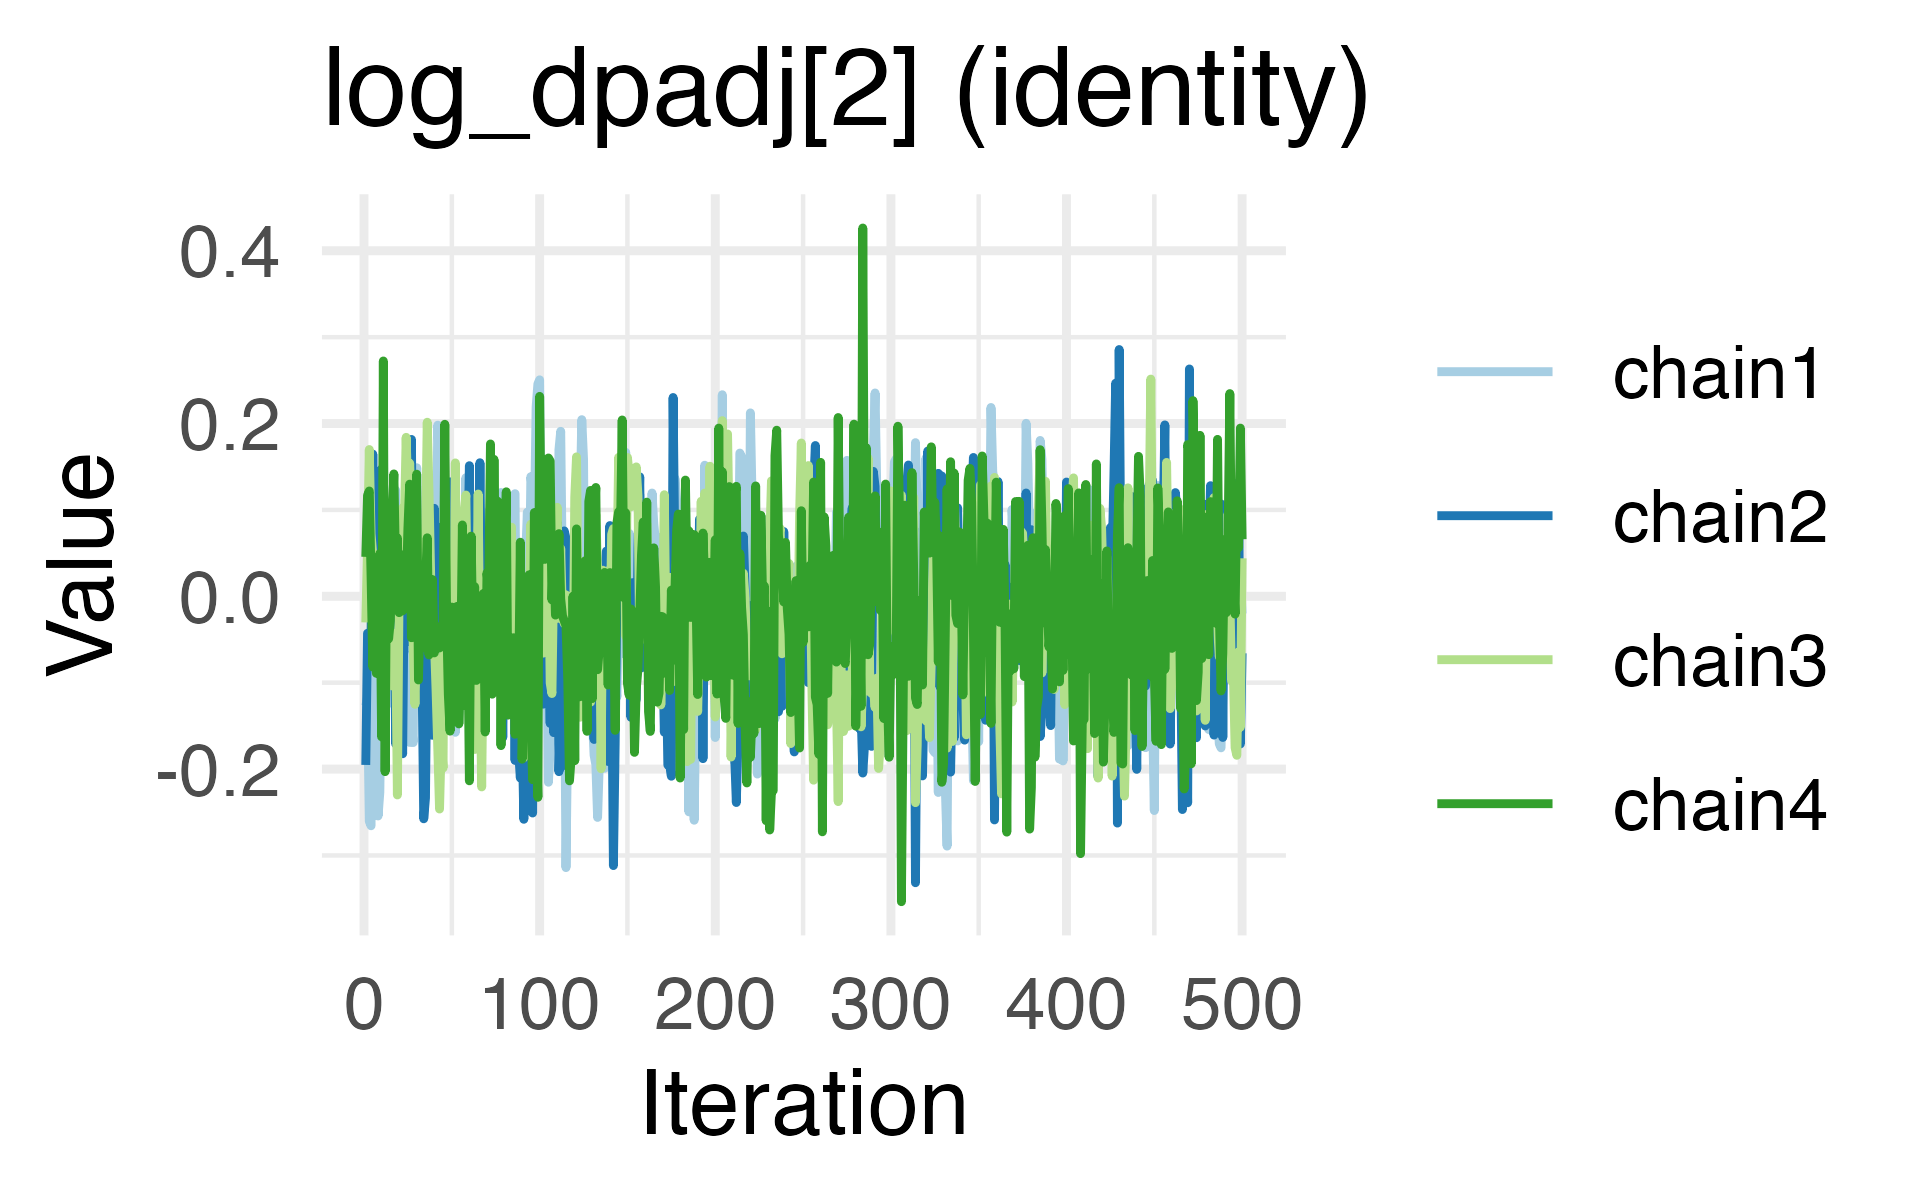 log_dpadj[2] (identity)
Value
0.4
0.2
0.0
-0.2
0 100 200 300 400 500
Iteration
chain1
chain2
chain3
chain4